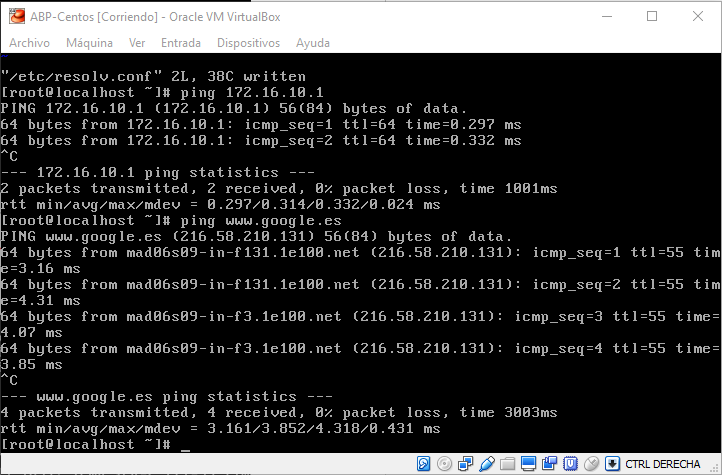 ABP-Centos [Corriendo] - Oracle VM VirtualBox
Archivo Máquina Ver Entrada Dispositivos Ayuda
~
"/etc/resolv.conf" 2L, 38C written
[root@localhost ~]# ping 172.16.10.1
PING 172.16.10.1 (172.16.10.1) 56(84) bytes of data.
64 bytes from 172.16.10.1: icmp_seq=1 ttl=64 time=0.297 ms
64 bytes from 172.16.10.1: icmp_seq=2 ttl=64 time=0.332 ms
^C
--- 172.16.10.1 ping statistics ---
2 packets transmitted, 2 received, 0% packet loss, time 1001ms
rtt min/avg/max/mdev = 0.297/0.314/0.332/0.024 ms
[root@localhost ~]# ping www.google.es
PING www.google.es (216.58.210.131) 56(84) bytes of data.
64 bytes from mad06s09-in-f131.1e100.net (216.58.210.131): icmp_seq=1 ttl=55 tim
e=3.16 ms
64 bytes from mad06s09-in-f131.1e100.net (216.58.210.131): icmp_seq=2 ttl=55 tim
e=4.31 ms
64 bytes from mad06s09-in-f3.1e100.net (216.58.210.131): icmp_seq=3 ttl=55 time=
4.07 ms
64 bytes from mad06s09-in-f3.1e100.net (216.58.210.131): icmp_seq=4 ttl=55 time=
3.85 ms
^C
--- www.google.es ping statistics ---
4 packets transmitted, 4 received, 0% packet loss, time 3003ms
rtt min/avg/max/mdev = 3.161/3.852/4.318/0.431 ms
[root@localhost ~]# _
CTRL DERECHA